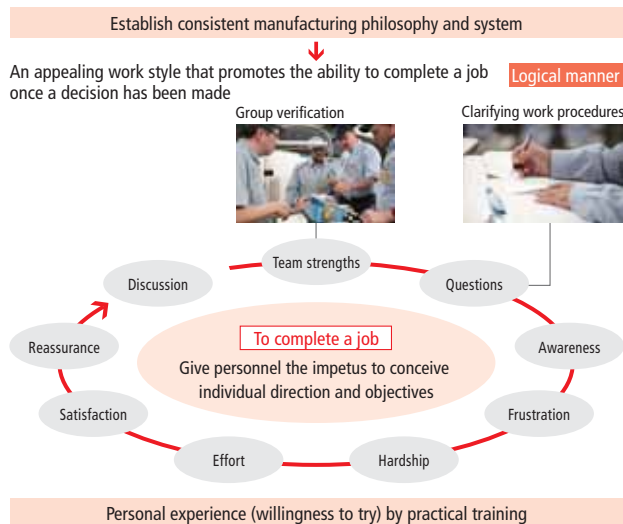 Establish consistent manufacturing philosophy and system
An appealing work style that promotes the ability to complete a job
once a decision has been made
Logical manner
Group verification
Clarifying work procedures
Team strengths
Discussion
Questions
Reassurance
To complete a job
Awareness
Give personnel the impetus to conceive
individual direction and objectives
Satisfaction
Frustration
Effort
Hardship
Personal experience (willingness to try) by practical training